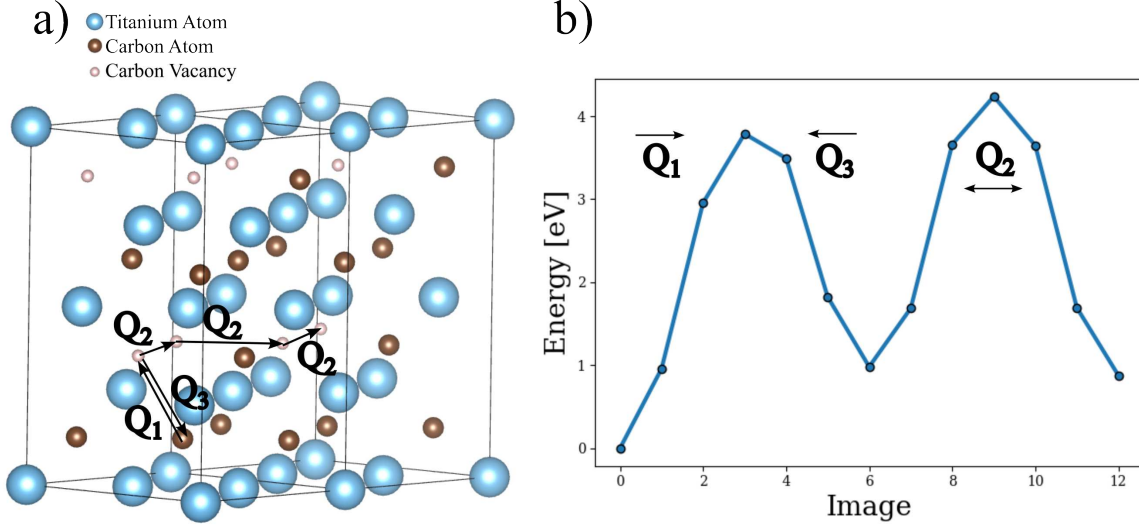 a)
Titanium Atom
Carbon Atom
Carbon Vacancy
Q2
Q2
Q2
Q3
Q1
b)
Energy [eV]
4
3
2
1
0
Q1
Q3
Q2
0 2 4 6 8 10 12
Image